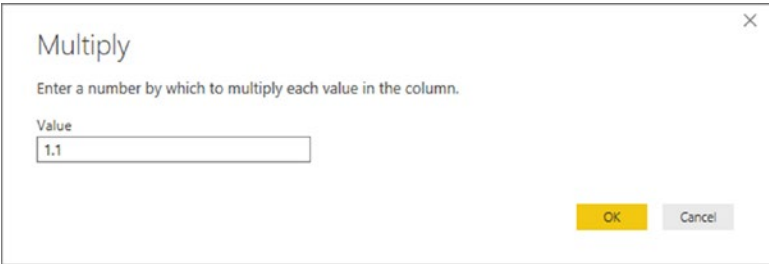 Multiply
Enter a number by which to multiply each value in the column.
Value
1.1
OK Cancel